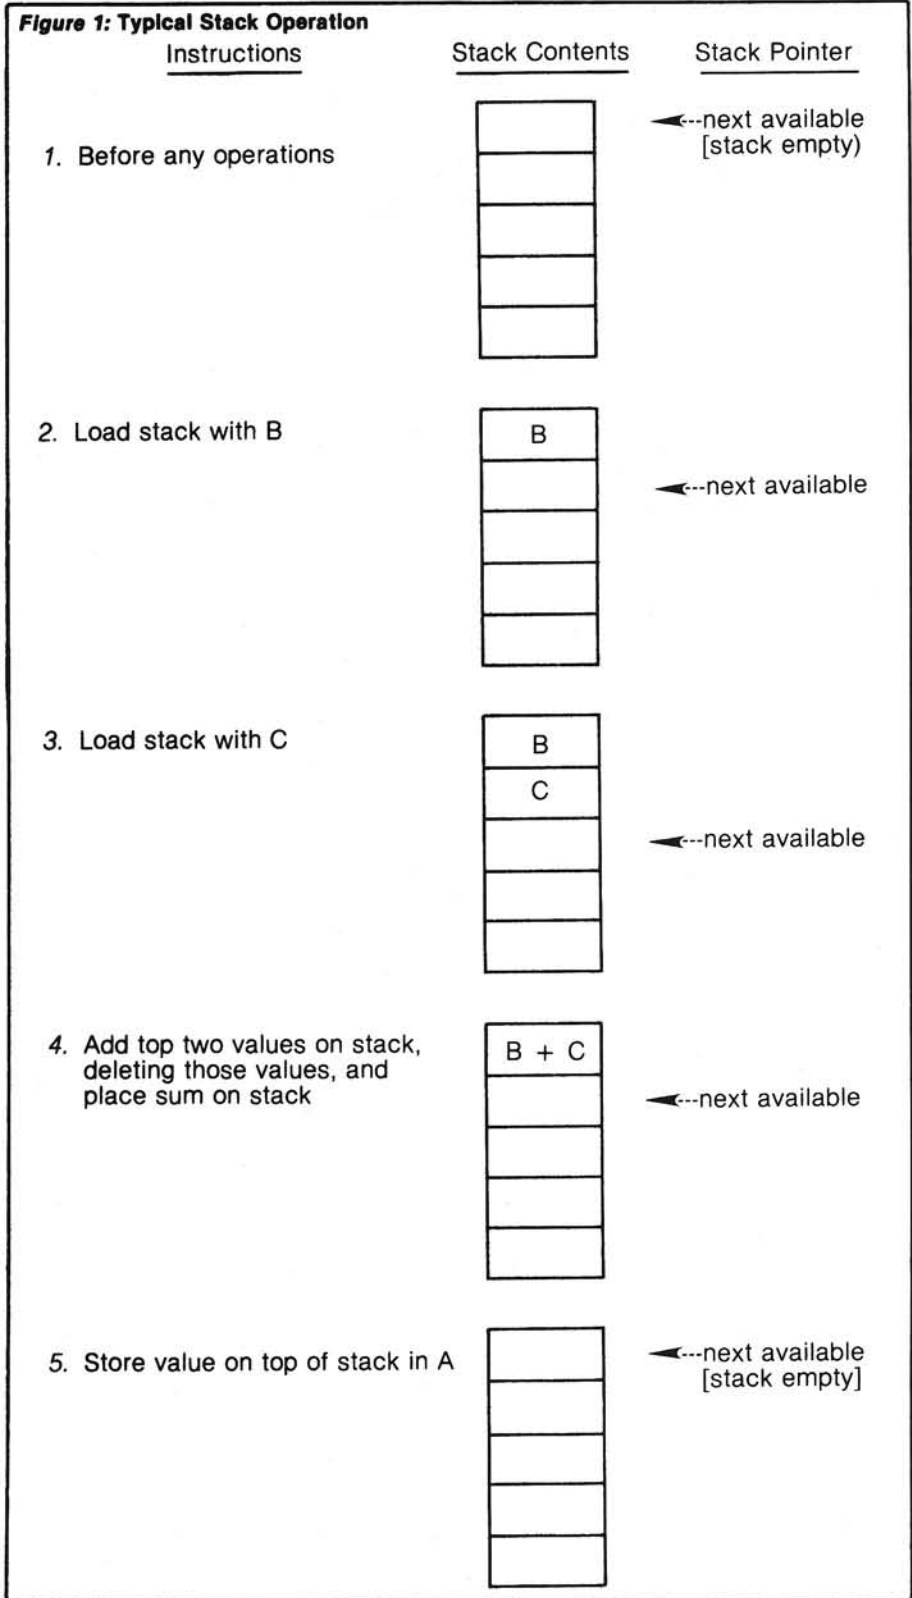 Figure 1: Typical Stack Operation
Instructions Stack Contents Stack Pointer
1. Before any operations
---next available
[stack empty)
2. Load stack with B
B
---next available
3. Load stack with C
B
C
---next available
4. Add top two values on stack,
deleting those values, and
place sum on stack
B + C
---next available
5. Store value on top of stack in A
---next available
[stack empty]